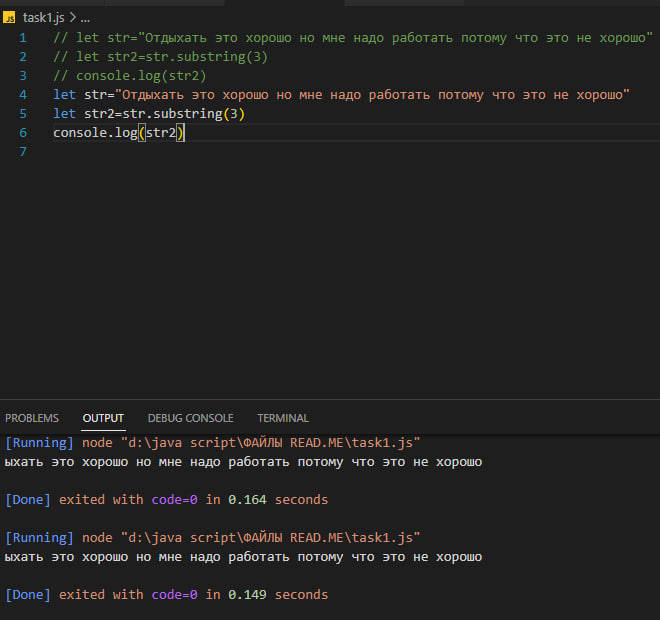 JS task1.js > ...
1 // let str="Отдыхать это хорошо но мне надо работать потому что это не хорошо"
2 // let str2=str.substring(3)
3 // console.log(str2)
4 let str="Отдыхать это хорошо но мне надо работать потому что это не хорошо"
5 let str2=str.substring(3)
6 console.log(str2)
7
PROBLEMS OUTPUT DEBUG CONSOLE TERMINAL
[Running] node "d:\java script\ФАЙЛЫ READ.ME\task1.js"
ыхать это хорошо но мне надо работать потому что это не хорошо
[Done] exited with code=0 in 0.164 seconds
[Running] node "d:\java script\ФАЙЛЫ READ.ME\task1.js"
ыхать это хорошо но мне надо работать потому что это не хорошо
[Done] exited with code=0 in 0.149 seconds